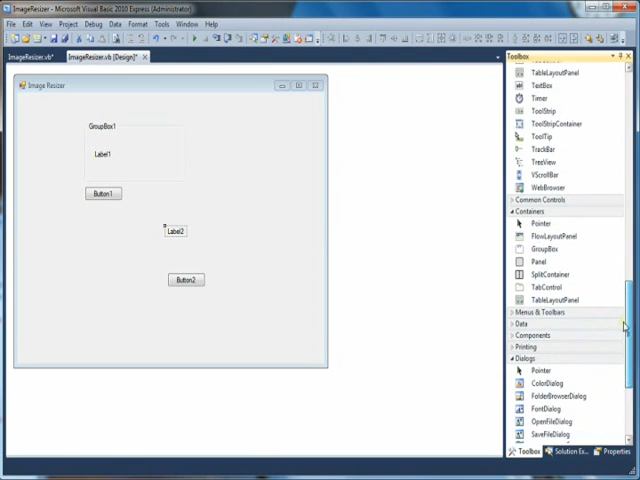 ImageResizer - Microsoft Visual Basic 2010 Express (Administrator)
File Edit View Project Debug Data Format Tools Window Help
ImageResizer.vb* ImageResizer.vb [Design]*
Toolbox
Image Resizer
GroupBox1
Label1
Button1
Label2
Button2
TableLayoutPanel
TextBox
Timer
ToolStrip
ToolStripContainer
ToolTip
TrackBar
TreeView
VScrollBar
WebBrowser
Common Controls
Containers
Pointer
FlowLayoutPanel
GroupBox
Panel
SplitContainer
TabControl
TableLayoutPanel
Menus & Toolbars
Data
Components
Printing
Dialogs
Pointer
ColorDialog
FolderBrowserDialog
FontDialog
OpenFileDialog
SaveFileDialog
Toolbox Solution Ex... Properties